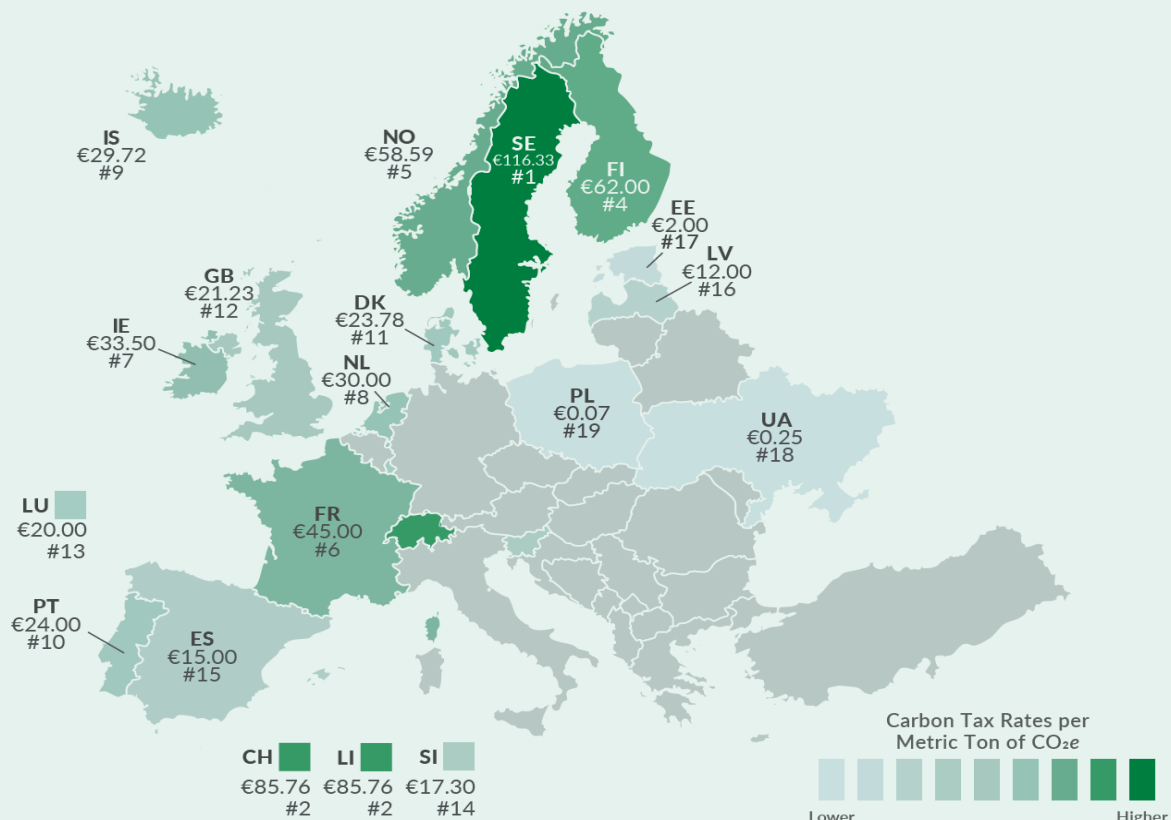 IS
€29.72
#9
NO
€58.59
#5
SE
€116.33
#1
FI
€62.00
#4
EE
€2.00
#17
LV
€12.00
#16
GB
€21.23
#12
DK
€23.78
#11
IE
€33.50
#7
NL
€30.00
#8
PL
€0.07
#19
UA
€0.25
#18
LU
€20.00
#13
FR
€45.00
#6
PT
€24.00
#10
ES
€15.00
#15
CH
€85.76
#2
LI
€85.76
#2
SI
€17.30
#14
Carbon Tax Rates per
Metric Ton of CO₂e
Lower
Higher